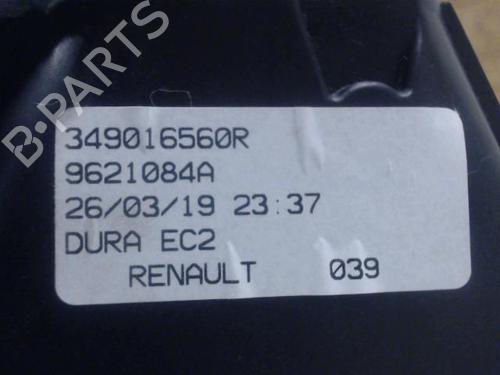 B-PARTS
349016560R
9621084A
26/03/19 23:37
DURA EC2
RENAULT 039